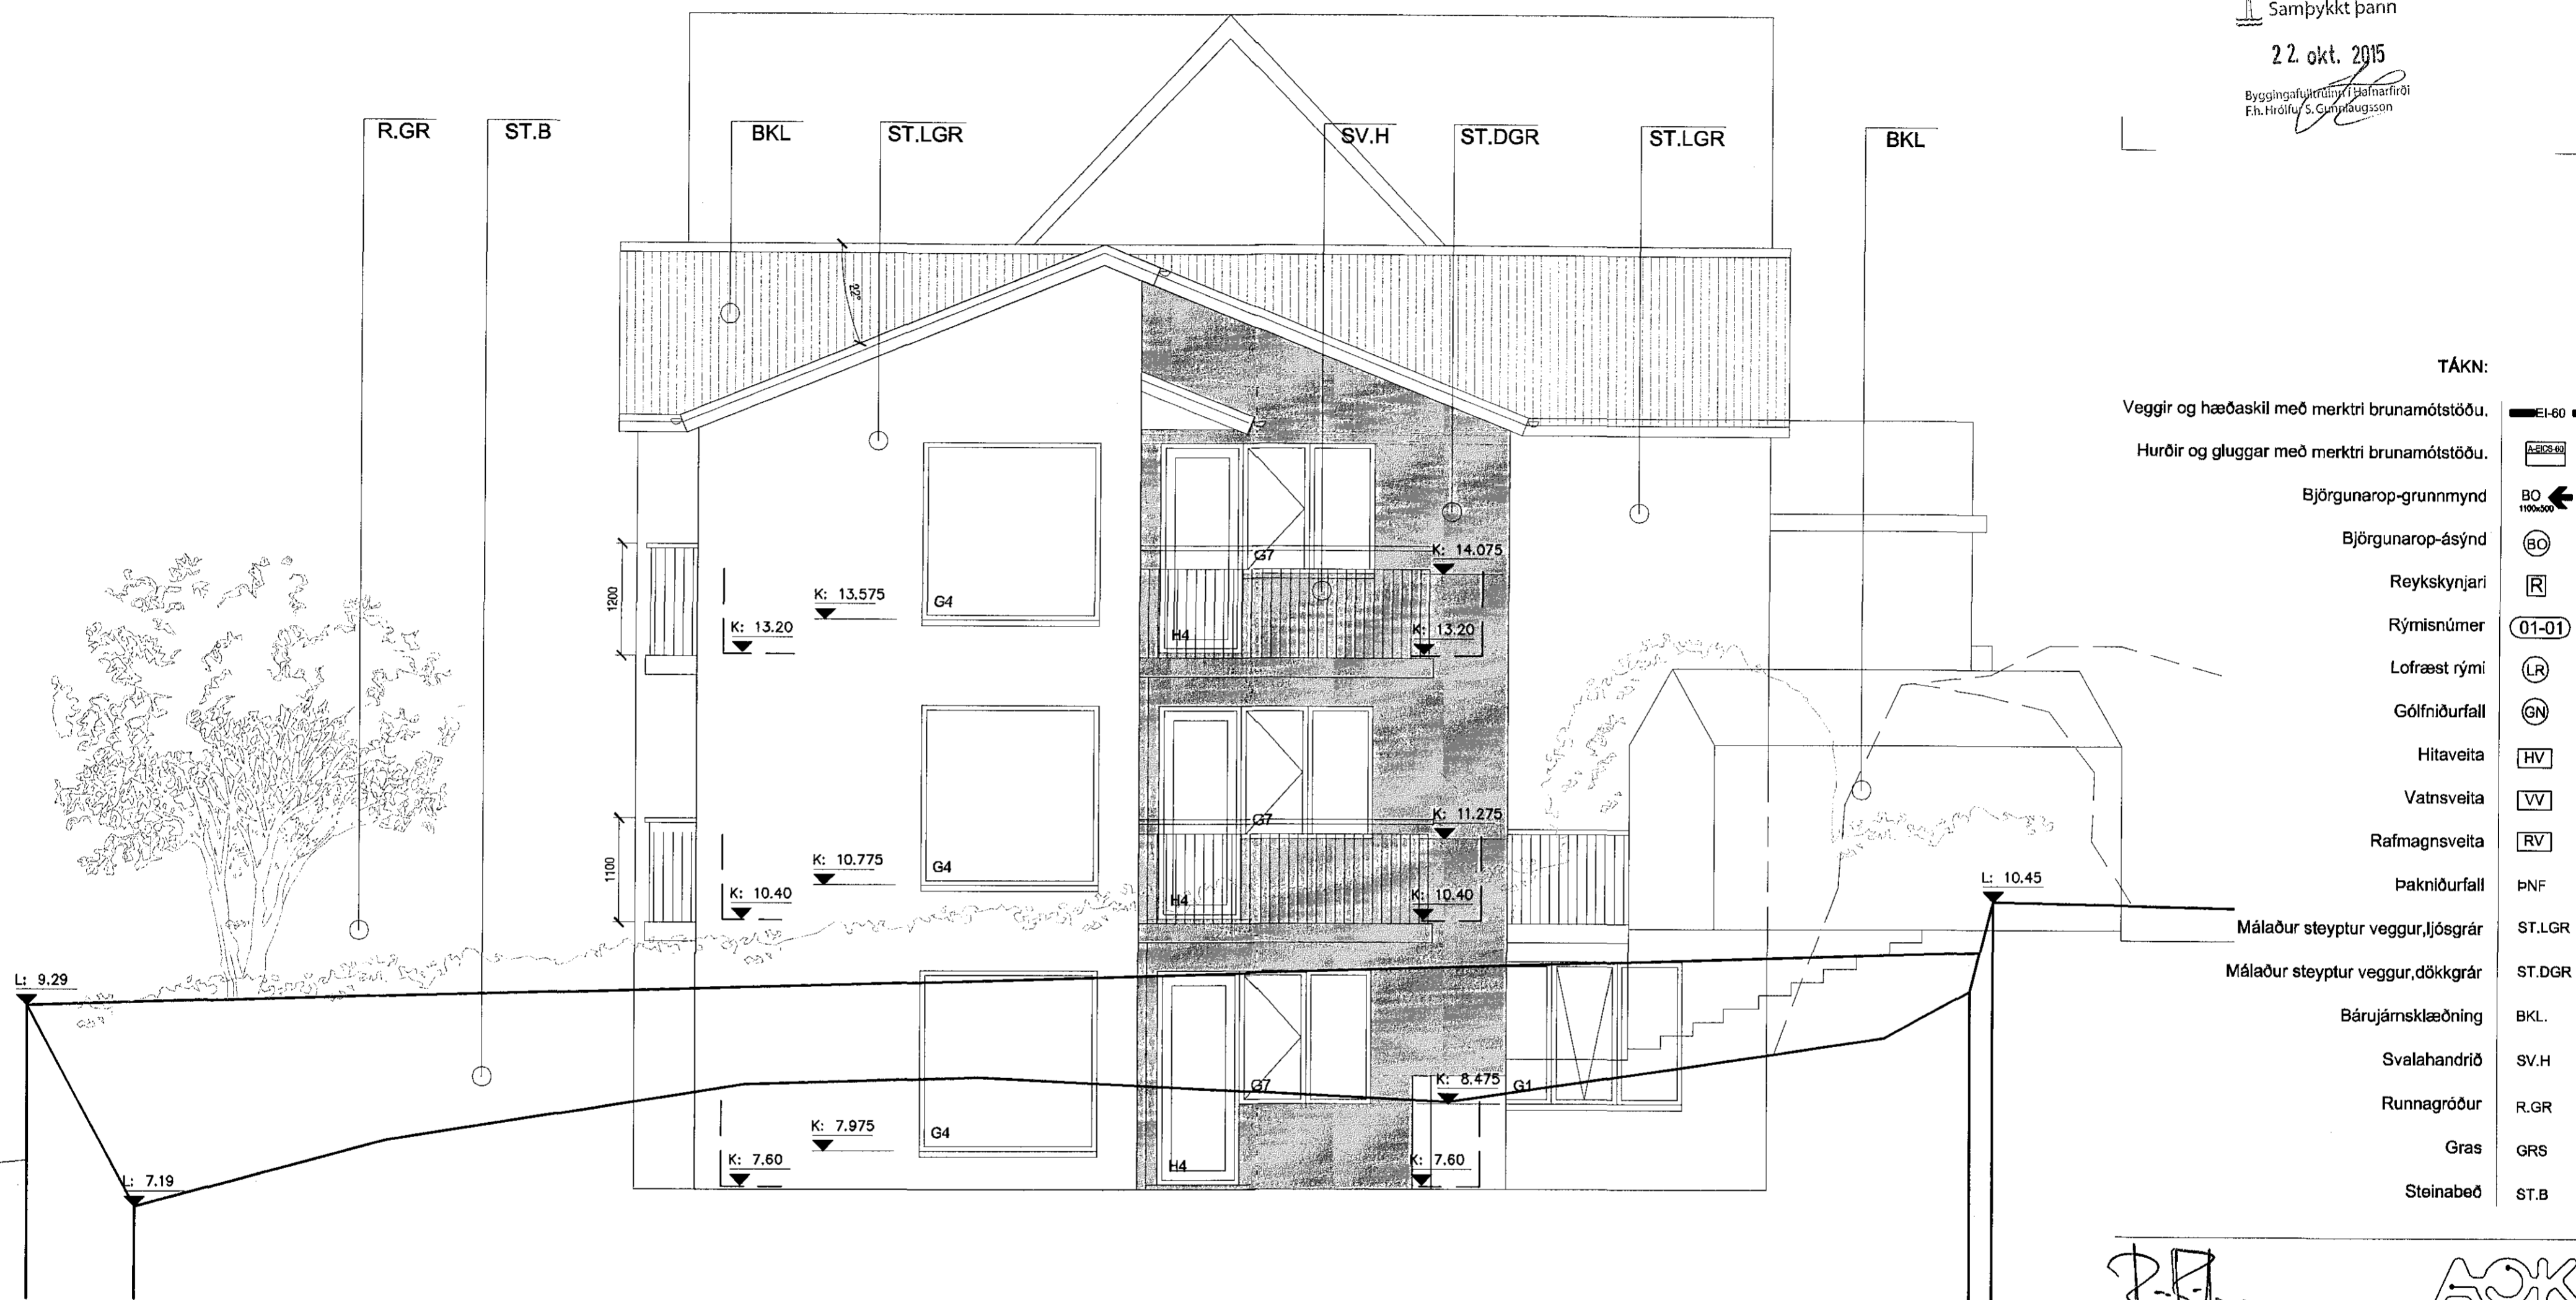 Samþykkt þann
22. okt. 2015
Byggingafulltrúinn í Hafnarfirði
F.h. Hrólfur S. Gunnlaugsson
R.GR
ST.B
BKL
ST.LGR
SV.H
ST.DGR
ST.LGR
BKL
22°
1200
K: 13.575
K: 13.20
G4
G7
K: 14.075
H4
K: 13.20
1100
K: 10.775
K: 10.40
G4
G7
K: 11.275
H4
K: 10.40
L: 10.45
L: 9.29
L: 7.19
K: 7.975
K: 7.60
G4
G7
K: 8.475
G1
H4
K: 7.60
TÁKN:
Veggir og hæðaskil með merktri brunamótstöðu. EI-60
Hurðir og gluggar með merktri brunamótstöðu. A-EICS-60
Björgunarop-grunnmynd BO
1100x500
Björgunarop-ásýnd BO
Reykskynjari R
Rýmisnúmer 01-01
Lofræst rými LR
Gólfniðurfall GN
Hitaveita HV
Vatnsveita VV
Rafmagnsveita RV
Þakniðurfall ÞNF
Málaður steyptur veggur,ljósgrár ST.LGR
Málaður steyptur veggur,dökkgrár ST.DGR
Bárujárnsklæðning BKL.
Svalahandrið SV.H
Runnagróður R.GR
Gras GRS
Steinabeð ST.B